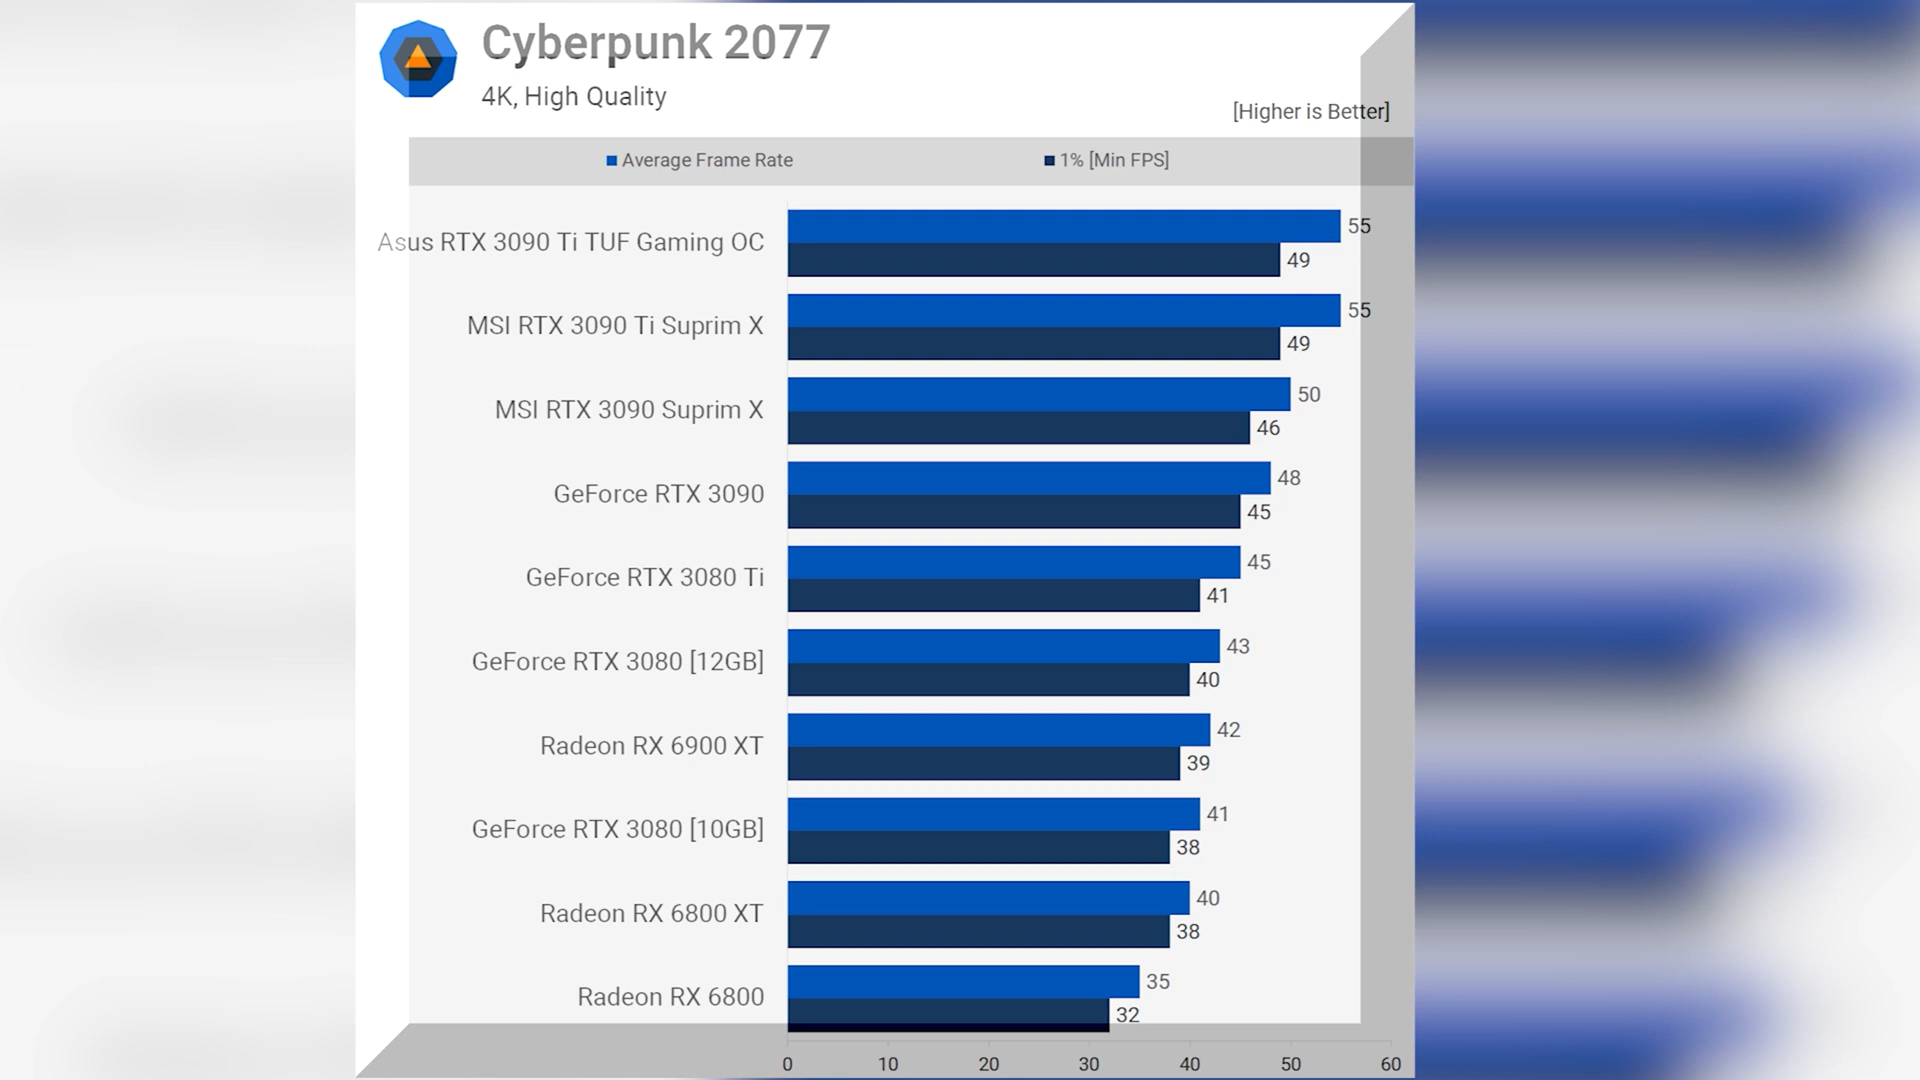 Cyberpunk 2077
4K, High Quality
[Higher is Better]
Average Frame Rate 1% [Min FPS]
Asus RTX 3090 Ti TUF Gaming OC 55
49
MSI RTX 3090 Ti Suprim X 55
49
MSI RTX 3090 Suprim X 50
46
GeForce RTX 3090 48
45
GeForce RTX 3080 Ti 45
41
GeForce RTX 3080 [12GB] 43
40
Radeon RX 6900 XT 42
39
GeForce RTX 3080 [10GB] 41
38
Radeon RX 6800 XT 40
38
Radeon RX 6800 35
32
0 10 20 30 40 50 60